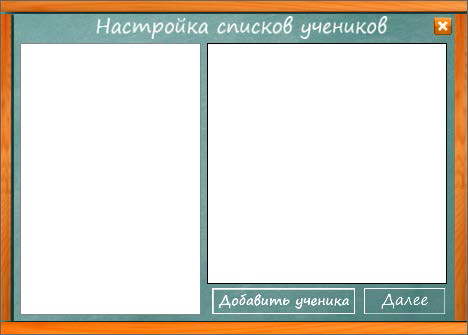 Настройка списков учеников
Добавить ученика
Далее